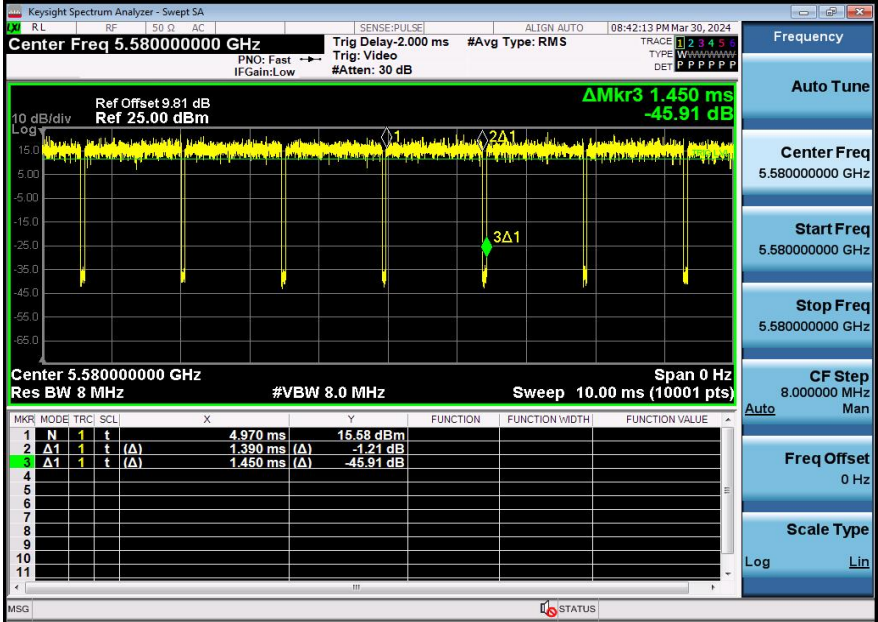 Keysight Spectrum Analyzer - Swept SA
LXI RL RF 50 Ω AC SENSE:PULSE ALIGN AUTO 08:42:13 PM Mar 30, 2024
Center Freq 5.580000000 GHz
PNO: Fast
IFGain:Low
Trig Delay-2.000 ms
Trig: Video
#Atten: 30 dB
#Avg Type: RMS
TRACE 1 2 3 4 5 6
TYPE WWWWWW
DET P P P P P P
Frequency
Auto Tune
Center Freq
5.580000000 GHz
Start Freq
5.580000000 GHz
Stop Freq
5.580000000 GHz
CF Step
8.000000 MHz
Auto Man
Freq Offset
0 Hz
Scale Type
Log Lin
ΔMkr3 1.450 ms
-45.91 dB
Ref Offset 9.81 dB
10 dB/div Ref 25.00 dBm
Log
15.0
5.00
-5.00
-15.0
-25.0
-35.0
-45.0
-55.0
-65.0
1
2Δ1
3Δ1
Center 5.580000000 GHz Span 0 Hz
Res BW 8 MHz #VBW 8.0 MHz Sweep 10.00 ms (10001 pts)
MKR MODE TRC SCL X Y FUNCTION FUNCTION WIDTH FUNCTION VALUE
1 N 1 t 4.970 ms 15.58 dBm
2 Δ1 1 t (Δ) 1.390 ms (Δ) -1.21 dB
3 Δ1 1 t (Δ) 1.450 ms (Δ) -45.91 dB
4
5
6
7
8
9
10
11
MSG STATUS